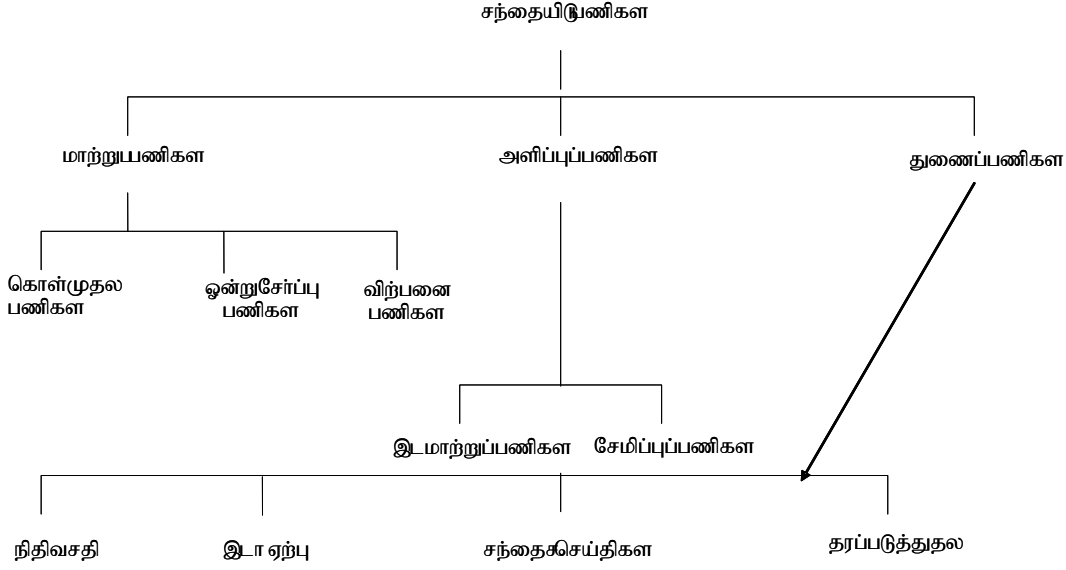 சந்தையிடுபணிகள
மாற்றுபபணிகள
அளிப்புப்பணிகள
துணைப்பணிகள
கொள்முதல
பணிகள
ஒன்றுசேர்ப்பு
பணிகள
விற்பனை
பணிகள
இடமாற்றுப்பணிகள
சேமிப்புப்பணிகள
நிதிவசதி
இடா ஏற்பு
சந்தைச்செய்திகள
தரப்படுத்துதல